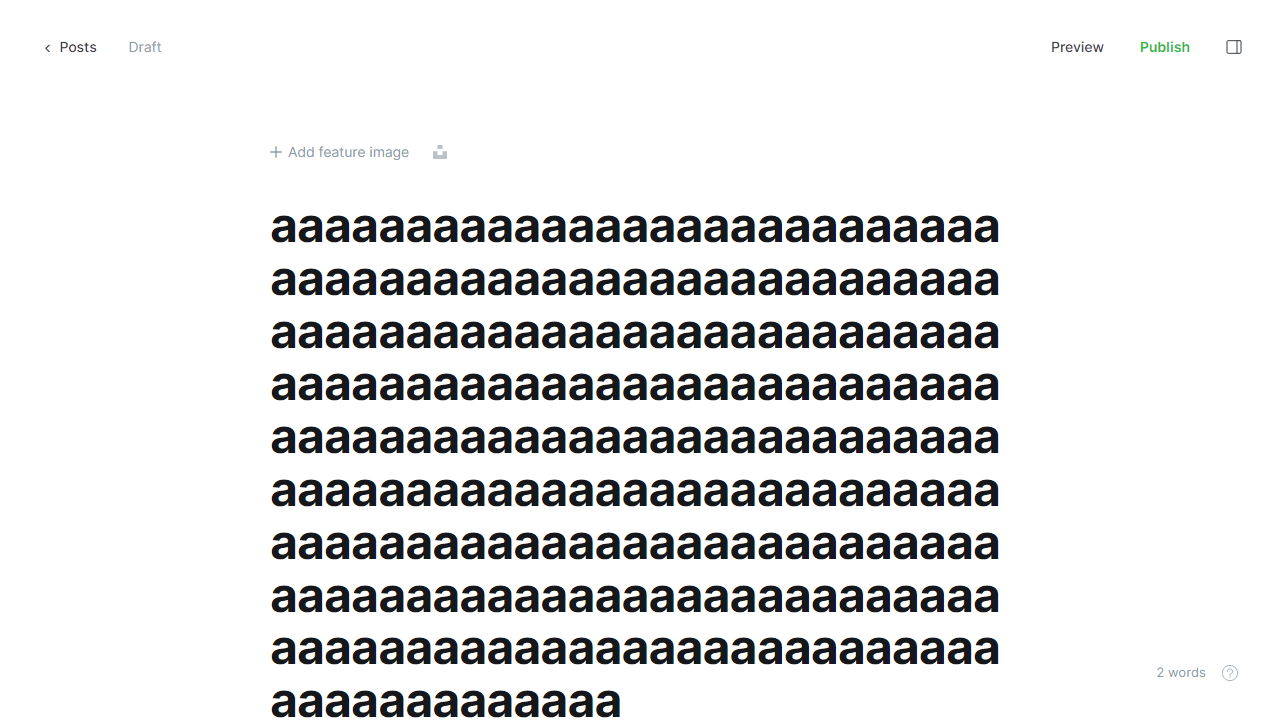 Posts
Draft
Preview
Publish
Add feature image
aaaaaaaaaaaaaaaaaaaaaaaaaaa
aaaaaaaaaaaaaaaaaaaaaaaaaaa
aaaaaaaaaaaaaaaaaaaaaaaaaaa
aaaaaaaaaaaaaaaaaaaaaaaaaaa
aaaaaaaaaaaaaaaaaaaaaaaaaaa
aaaaaaaaaaaaaaaaaaaaaaaaaaa
aaaaaaaaaaaaaaaaaaaaaaaaaaa
aaaaaaaaaaaaaaaaaaaaaaaaaaa
aaaaaaaaaaaaaaaaaaaaaaaaaaa
aaaaaaaaaaaaa
2 words